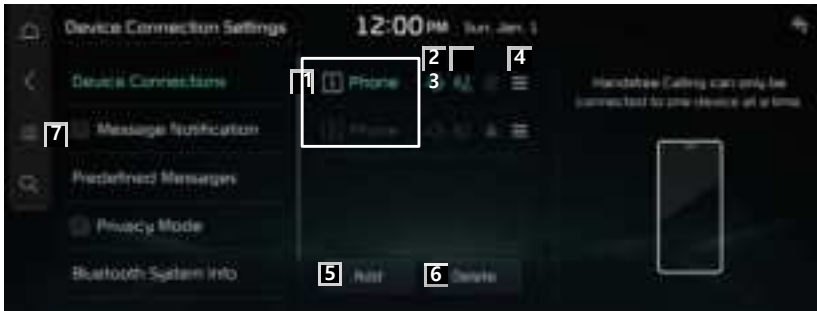 Device Connection Settings
12:00 PM Sun. Jan. 1
2 4
Device Connections
1 1 Phone 3
Handsfree Calling can only be
connected to one device at a time.
7 Message Notification
2 Phone
Predefined Messages
Privacy Mode
Bluetooth System Info
5 Add
6 Delete